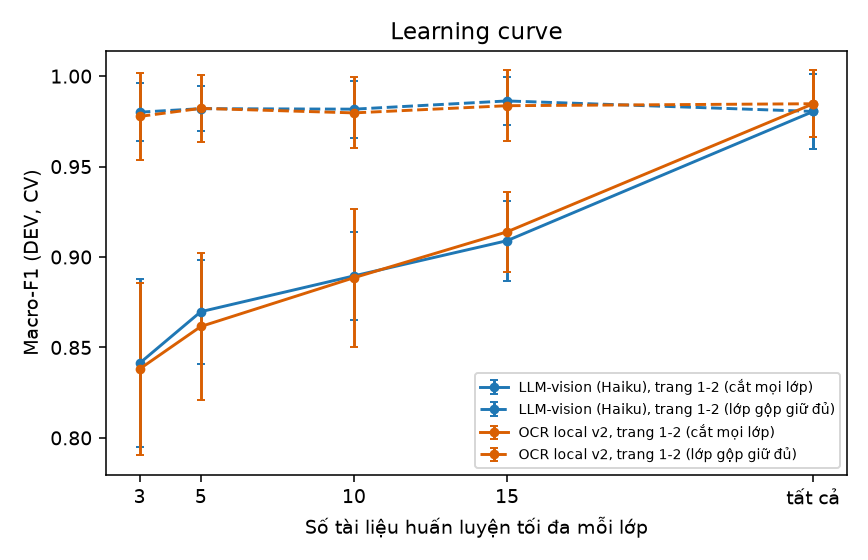 Learning curve
Macro-F1 (DEV, CV)
1.00
0.95
0.90
0.85
0.80
LLM-vision (Haiku), trang 1-2 (cắt mọi lớp)
LLM-vision (Haiku), trang 1-2 (lớp gộp giữ đủ)
OCR local v2, trang 1-2 (cắt mọi lớp)
OCR local v2, trang 1-2 (lớp gộp giữ đủ)
3 5 10 15 tất cả
Số tài liệu huấn luyện tối đa mỗi lớp